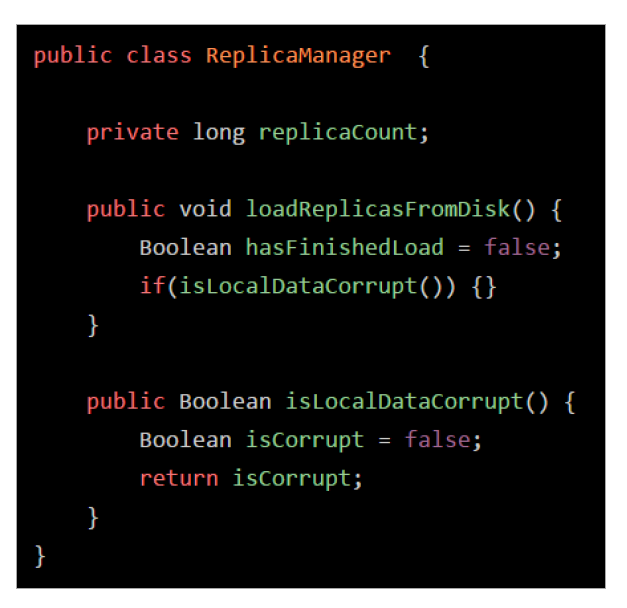 public class ReplicaManager  {
    private long replicaCount;
    public void loadReplicasFromDisk() {
        Boolean hasFinishedLoad = false;
        if(isLocalDataCorrupt()) {}
    }
    public Boolean isLocalDataCorrupt() {
        Boolean isCorrupt = false;
        return isCorrupt;
    }
}